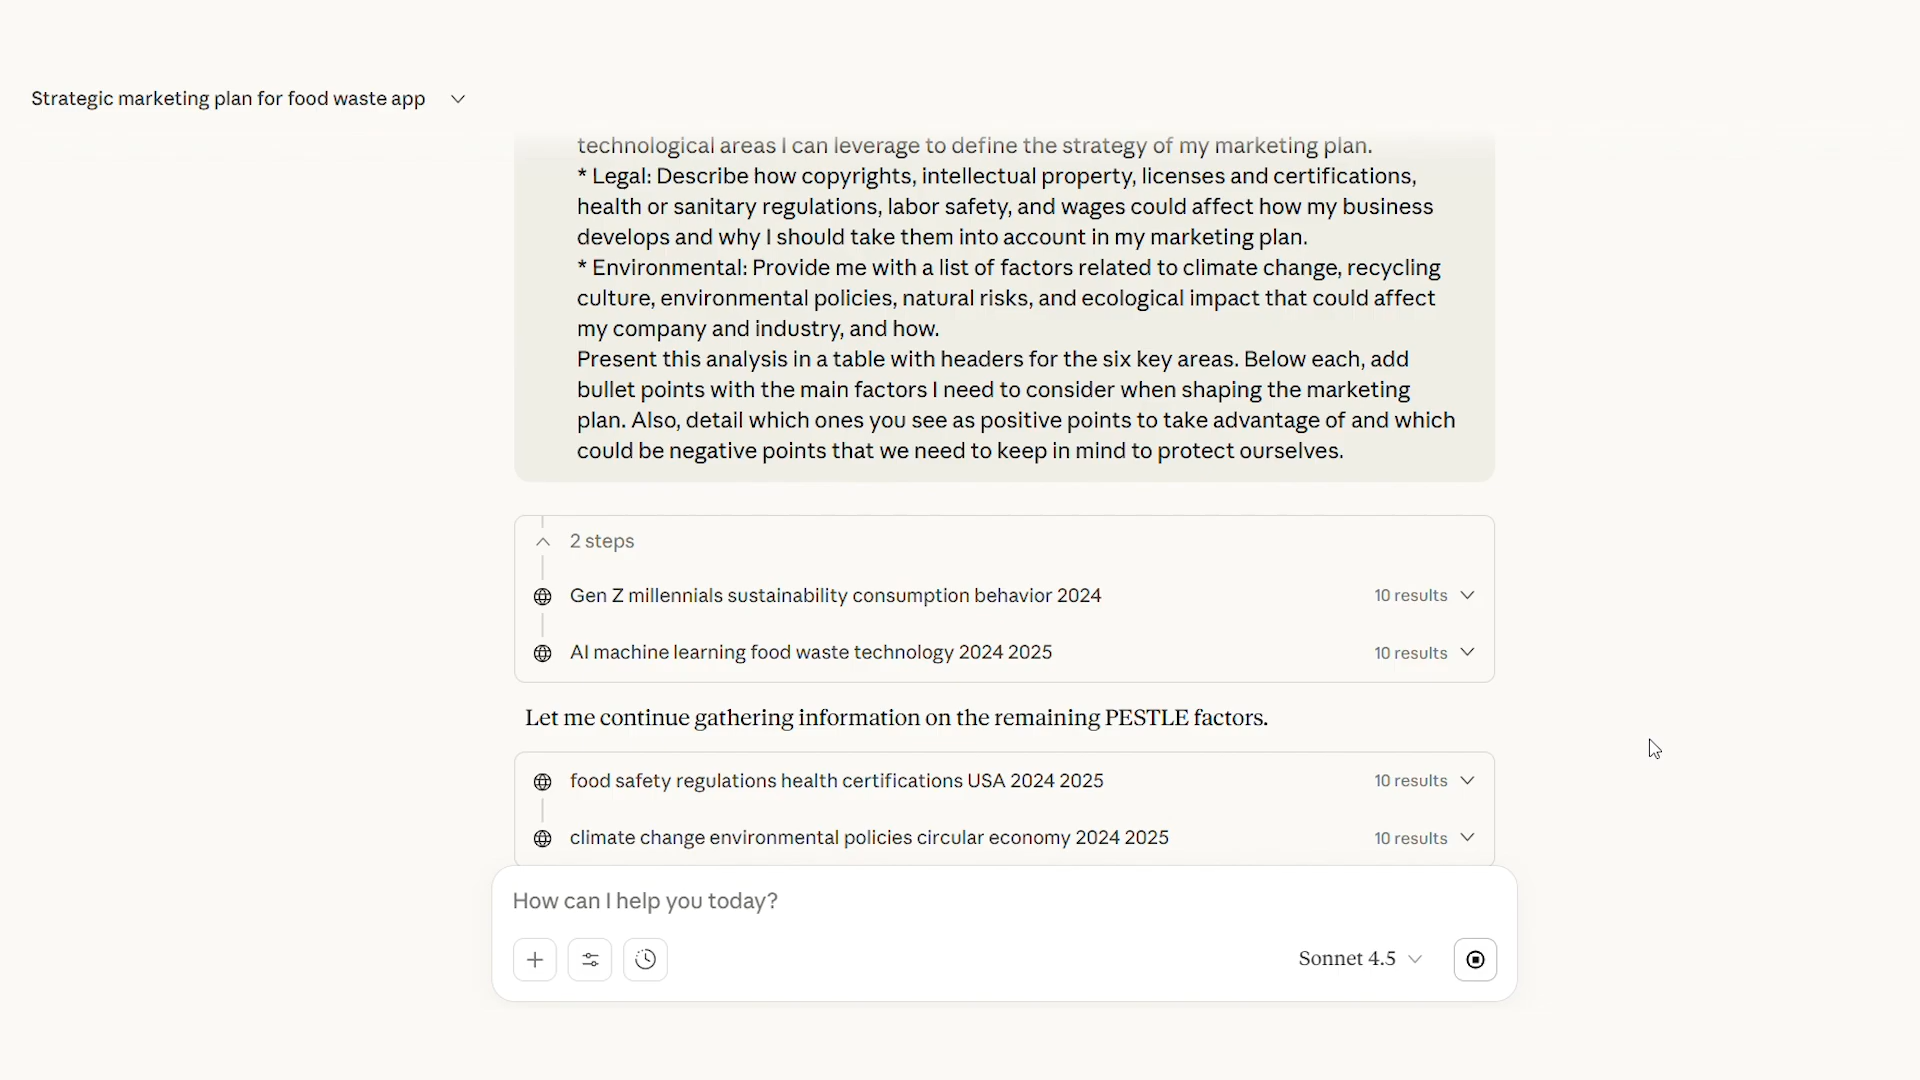 Strategic marketing plan for food waste app
technological areas I can leverage to define the strategy of my marketing plan.
* Legal: Describe how copyrights, intellectual property, licenses and certifications,
health or sanitary regulations, labor safety, and wages could affect how my business
develops and why I should take them into account in my marketing plan.
* Environmental: Provide me with a list of factors related to climate change, recycling
culture, environmental policies, natural risks, and ecological impact that could affect
my company and industry, and how.
Present this analysis in a table with headers for the six key areas. Below each, add
bullet points with the main factors I need to consider when shaping the marketing
plan. Also, detail which ones you see as positive points to take advantage of and which
could be negative points that we need to keep in mind to protect ourselves.
2 steps
Gen Z millennials sustainability consumption behavior 2024 10 results
AI machine learning food waste technology 2024 2025 10 results
Let me continue gathering information on the remaining PESTLE factors.
food safety regulations health certifications USA 2024 2025 10 results
climate change environmental policies circular economy 2024 2025 10 results
How can I help you today?
Sonnet 4.5